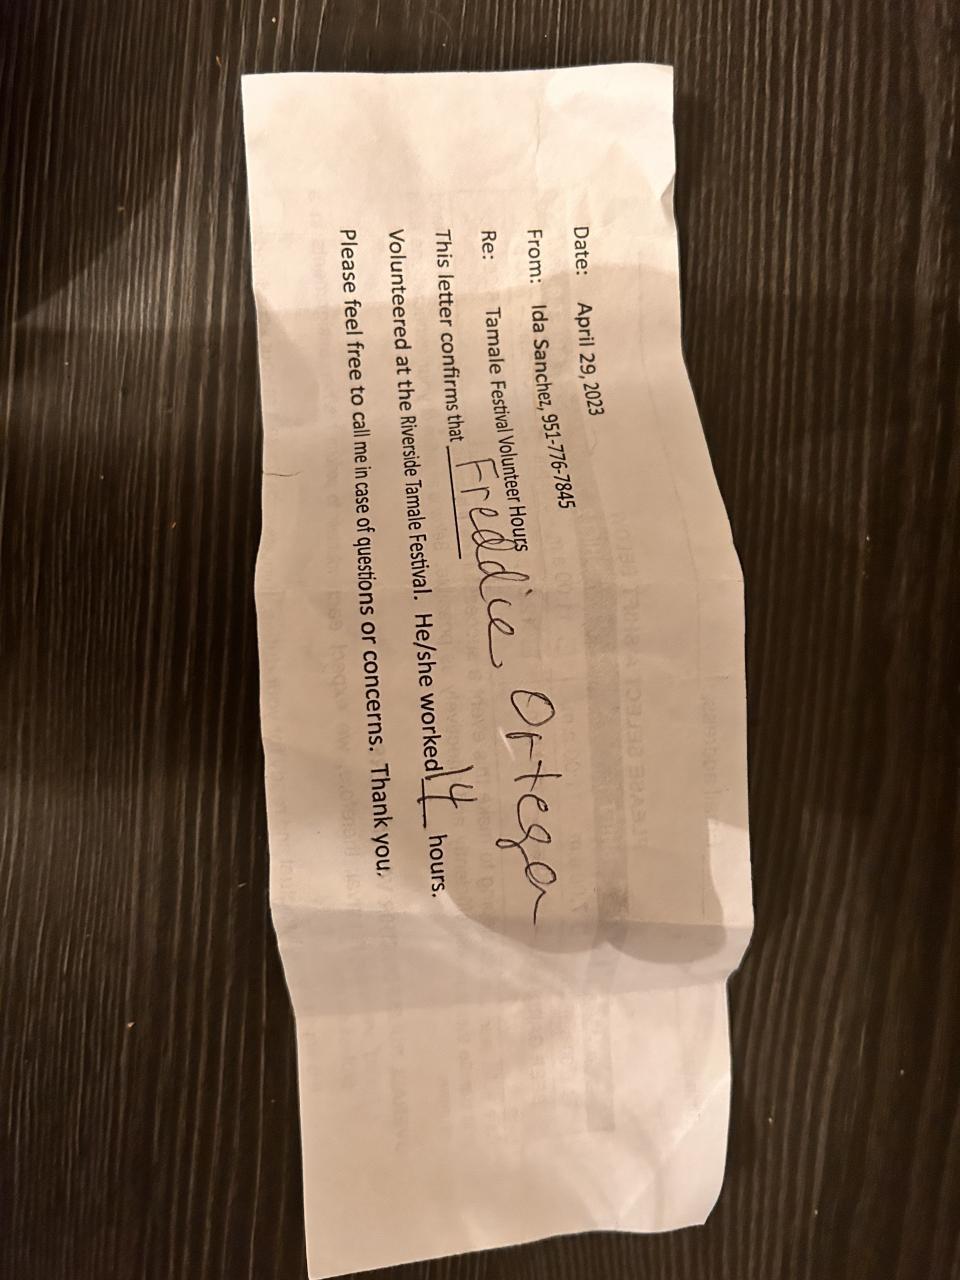 Date: April 29, 2023
From: Ida Sanchez, 951-776-7845
Re: Tamale Festival Volunteer Hours
This letter confirms that Freddie Ortega
Volunteered at the Riverside Tamale Festival. He/she worked 14 hours.
Please feel free to call me in case of questions or concerns. Thank you.